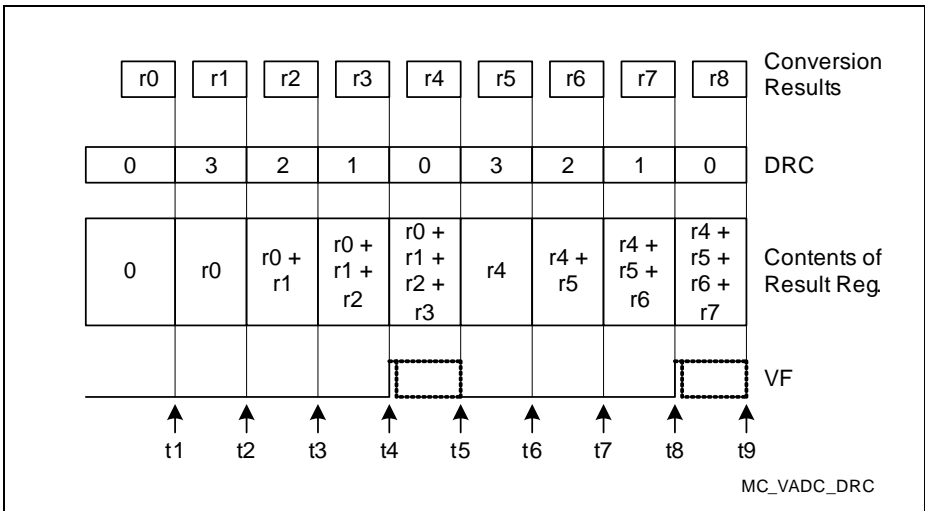 r0 r1 r2 r3 r4 r5 r6 r7 r8
Conversion
Results
0 3 2 1 0 3 2 1 0 DRC
0
r0
r0 +
r1
r0 +
r1 +
r2
r0 +
r1 +
r2 +
r3
r4
r4 +
r5
r4 +
r5 +
r6
r4 +
r5 +
r6 +
r7
Contents of
Result Reg.
VF
t1 t2 t3 t4 t5 t6 t7 t8 t9
MC_VADC_DRC